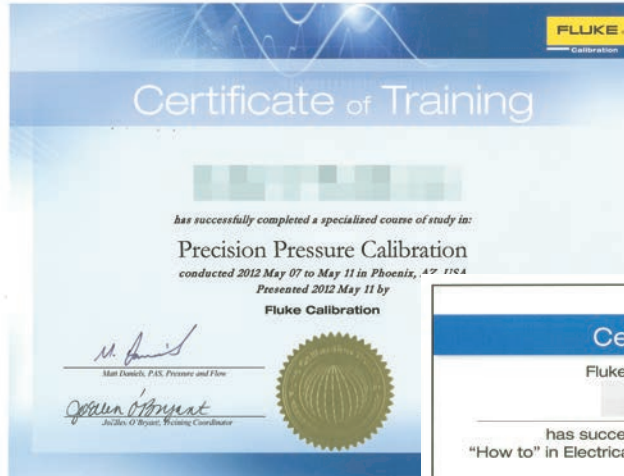 FLUKE
Calibration
Certificate of Training
has successfully completed a specialized course of study in:
Precision Pressure Calibration
conducted 2012 May 07 to May 11 in Phoenix, AZ, USA
Presented 2012 May 11 by
Fluke Calibration
Matt Daniels, PAS, Pressure and Flow
O'Bryant, Training Coordinator
Ce
Fluke
has succe
"How to" in Electrica